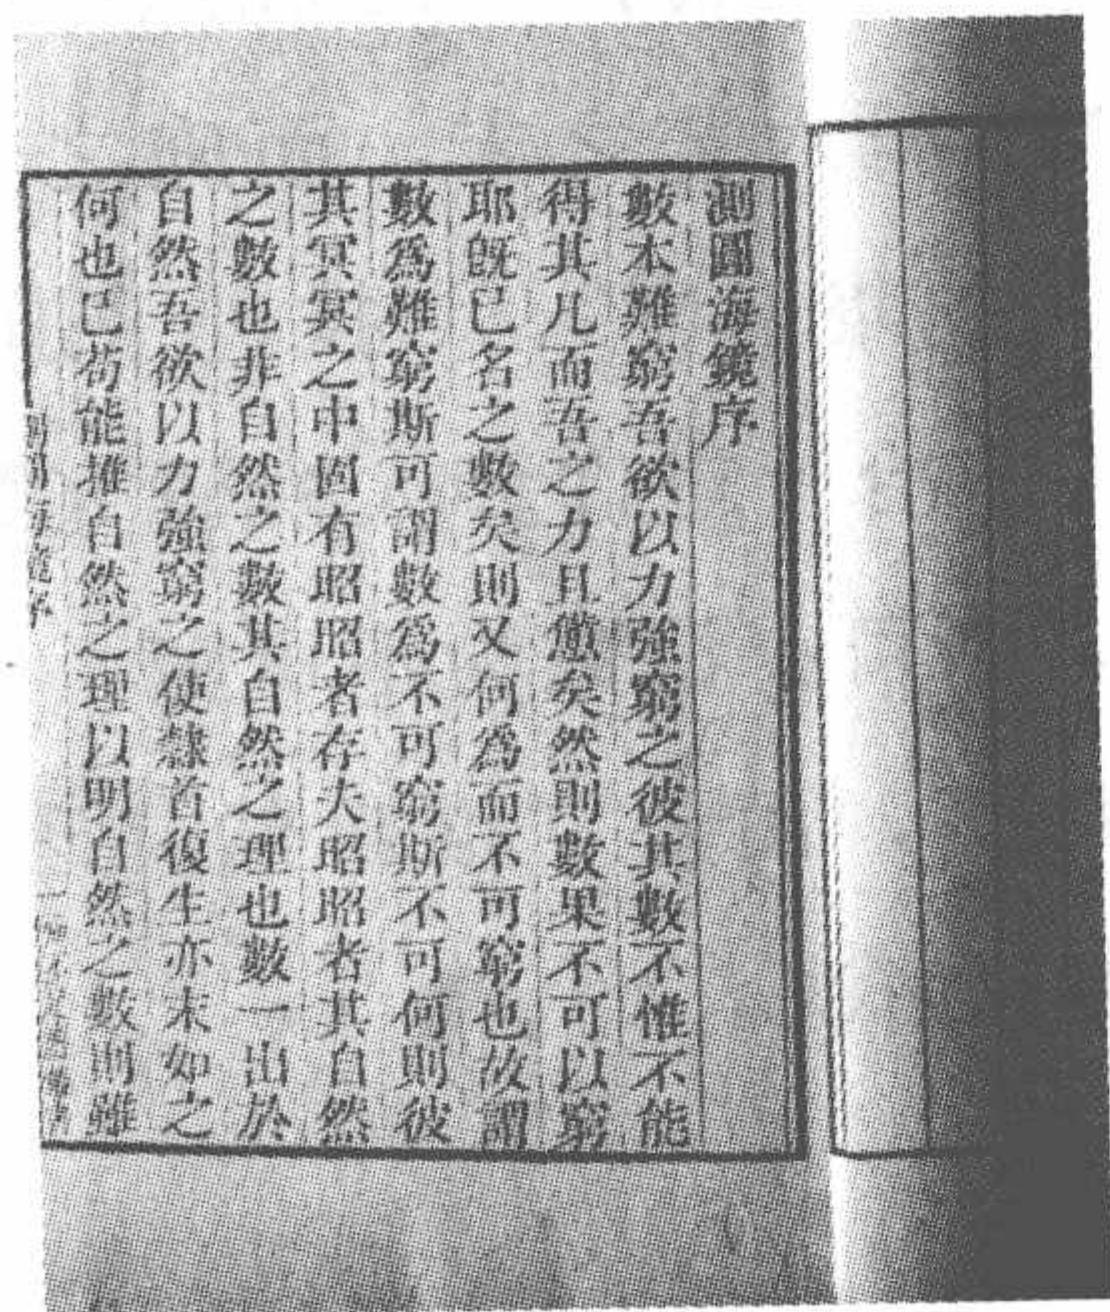 測圓海鏡序
數本難窮吾欲以力強窮之彼其數不惟不能
得其凡而吾之力且憊矣然則數果不可以窮
耶旣已名之數矣則又何爲而不可窮也故謂
數爲難窮斯可謂數爲不可窮斯不可何則彼
其冥冥之中固有昭昭者存夫昭昭者其自然
之數也非自然之數其自然之理也數一出於
自然吾欲以力強窮之使隸首復生亦末如之
何也已苟能推自然之理以明自然之數則雖
測圓海鏡序
一